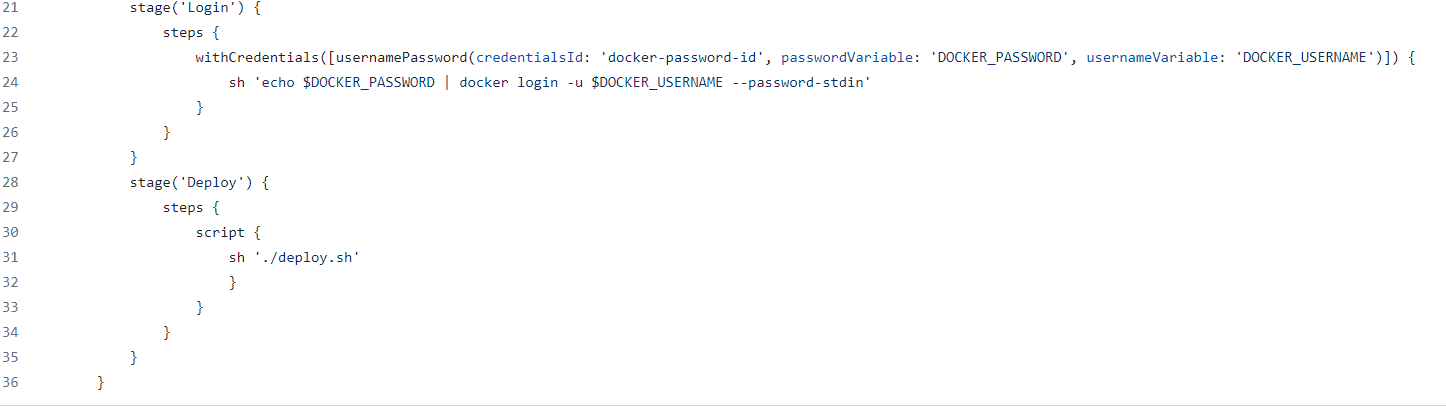 21 stage('Login') {
22 steps {
23 withCredentials([usernamePassword(credentialsId: 'docker-password-id', passwordVariable: 'DOCKER_PASSWORD', usernameVariable: 'DOCKER_USERNAME')]) {
24 sh 'echo $DOCKER_PASSWORD | docker login -u $DOCKER_USERNAME --password-stdin'
25 }
26 }
27 }
28 stage('Deploy') {
29 steps {
30 script {
31 sh './deploy.sh'
32 }
33 }
34 }
35 }
36 }